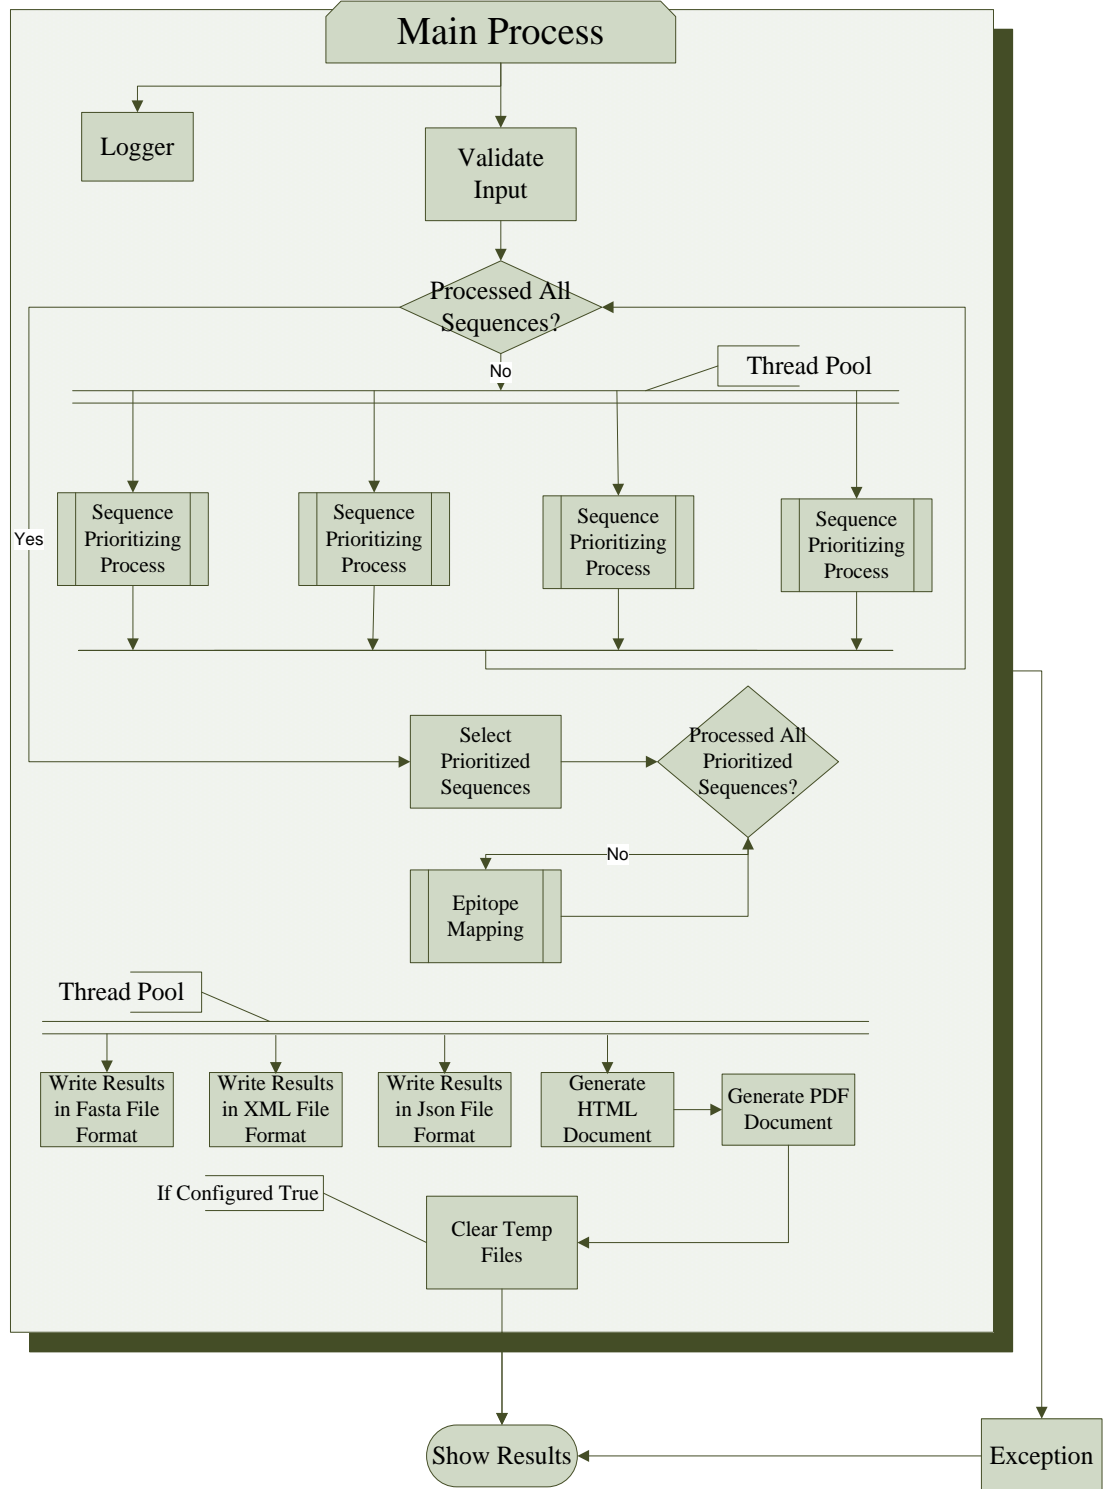 Main Process
Logger
Validate
Input
Processed All
Sequences?
No
Thread Pool
Yes
Sequence
Prioritizing
Process
Sequence
Prioritizing
Process
Sequence
Prioritizing
Process
Sequence
Prioritizing
Process
Select
Prioritized
Sequences
Processed All
Prioritized
Sequences?
No
Epitope
Mapping
Thread Pool
Write Results
in Fasta File
Format
Write Results
in XML File
Format
Write Results
in Json File
Format
Generate
HTML
Document
Generate PDF
Document
If Configured True
Clear Temp
Files
Show Results
Exception